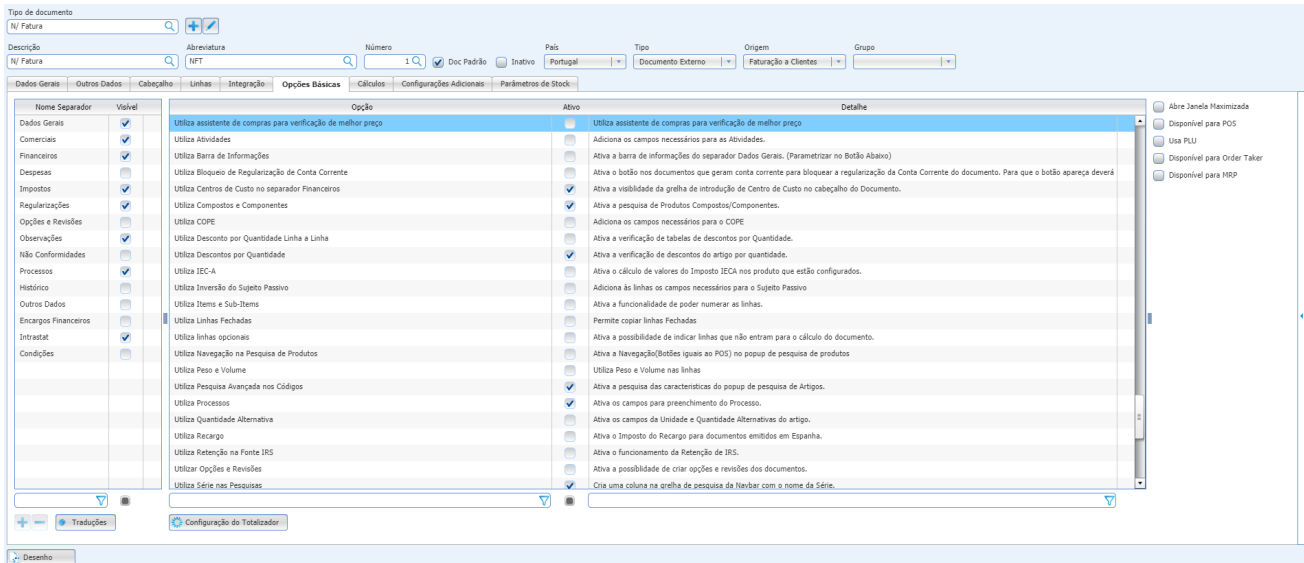 Tipo de documento
N/ Fatura
Descrição Abreviatura Número País Tipo Origem Grupo
N/ Fatura NFT 1 Doc Padrão Inativo Portugal Documento Externo Faturação a Clientes
Dados Gerais Outros Dados Cabeçalho Linhas Integração Opções Básicas Cálculos Configurações Adicionais Parâmetros de Stock
Nome Separador Visível Opção Ativo Detalhe Abre Janela Maximizada
Dados Gerais Utiliza assistente de compras para verificação de melhor preço Utiliza assistente de compras para verificação de melhor preço Disponível para POS
Comerciais Utiliza Atividades Adiciona os campos necessários para as Atividades. Usa PLU
Financeiros Utiliza Barra de Informações Ativa a barra de informações do separador Dados Gerais. (Parametrizar no Botão Abaixo) Disponível para Order Taker
Despesas Utiliza Bloqueio de Regularização de Conta Corrente Ativa o botão nos documentos que geram conta corrente para bloquear a regularização da Conta Corrente do documento. Para que o botão apareça deverá Disponível para MRP
Impostos Utiliza Centros de Custo no separador Financeiros Ativa a visiblidade da grelha de introdução de Centro de Custo no cabeçalho do Documento.
Regularizações Utiliza Compostos e Componentes Ativa a pesquisa de Produtos Compostos/Componentes.
Opções e Revisões Utiliza COPE Adiciona os campos necessários para o COPE
Observações Utiliza Desconto por Quantidade Linha a Linha Ativa a verificação de tabelas de descontos por Quantidade.
Não Conformidades Utiliza Descontos por Quantidade Ativa a verificação de descontos do artigo por quantidade.
Processos Utiliza IEC-A Ativa o cálculo de valores do Imposto IECA nos produto que estão configurados.
Histórico Utiliza Inversão do Sujeito Passivo Adiciona às linhas os campos necessários para o Sujeito Passivo
Outros Dados Utiliza Items e Sub-Items Ativa a funcionalidade de poder numerar as linhas.
Encargos Financeiros Utiliza Linhas Fechadas Permite copiar linhas Fechadas
Intrastat Utiliza linhas opcionais Ativa a possibilidade de indicar linhas que não entram para o cálculo do documento.
Condições Utiliza Navegação na Pesquisa de Produtos Ativa a Navegação(Botões iguais ao POS) no popup de pesquisa de produtos
Utiliza Peso e Volume Utiliza Peso e Volume nas linhas
Utiliza Pesquisa Avançada nos Códigos Ativa a pesquisa das caracteristicas do popup de pesquisa de Artigos.
Utiliza Processos Ativa os campos para preenchimento do Processo.
Utiliza Quantidade Alternativa Ativa os campos da Unidade e Quantidade Alternativas do artigo.
Utiliza Recargo Ativa o Imposto do Recargo para documentos emitidos em Espanha.
Utiliza Retenção na Fonte IRS Ativa o funcionamento da Retenção de IRS.
Utilizar Opções e Revisões Ativa a possiblidade de criar opções e revisões dos documentos.
Utiliza Série nas Pesquisas Cria uma coluna na grelha de pesquisa da Navbar com o nome da Série.
Traduções Configuração do Totalizador
Desenho